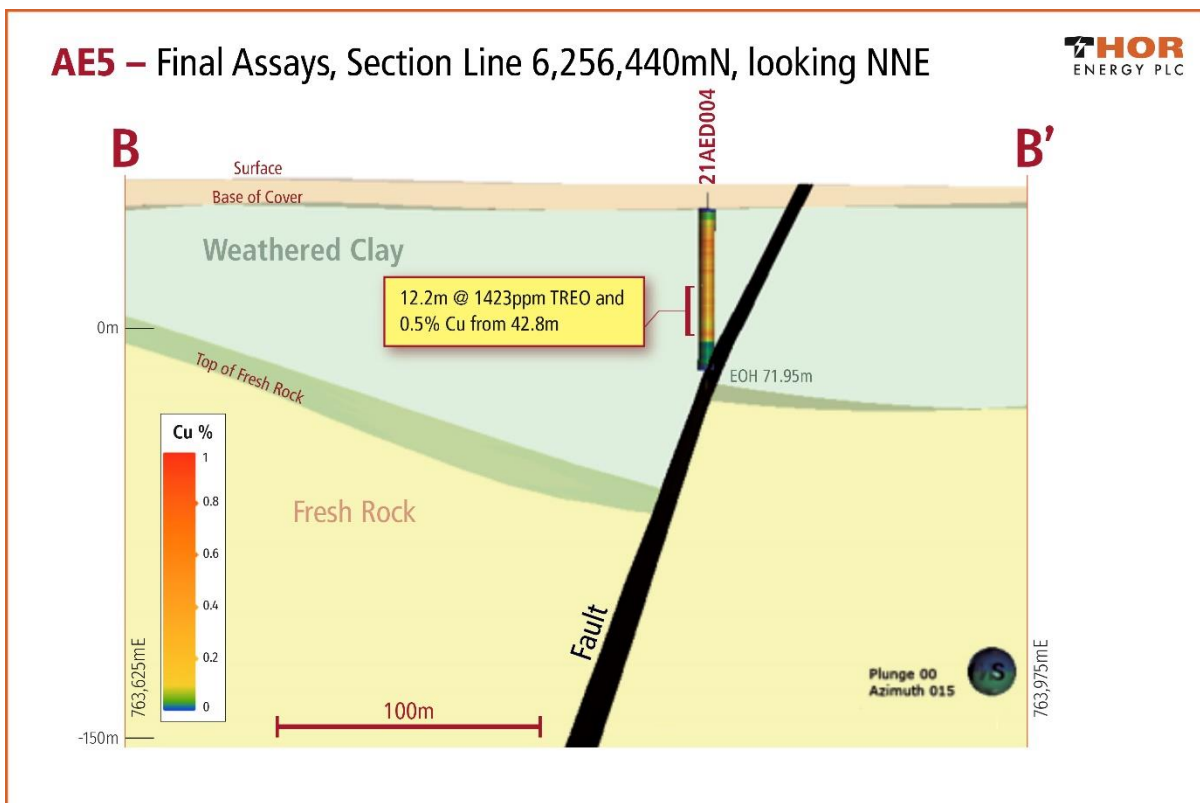 AE5 – Final Assays, Section Line 6,256,440mN, looking NNE
THOR
ENERGY PLC
B
B'
21AED004
Surface
Base of Cover
Weathered Clay
12.2m @ 1423ppm TREO and
0.5% Cu from 42.8m
0m
Top of Fresh Rock
EOH 71.95m
Cu %
1
0.8
0.6
0.4
0.2
0
Fresh Rock
Fault
763,625mE
763,975mE
Plunge 00
Azimuth 015
S
100m
-150m